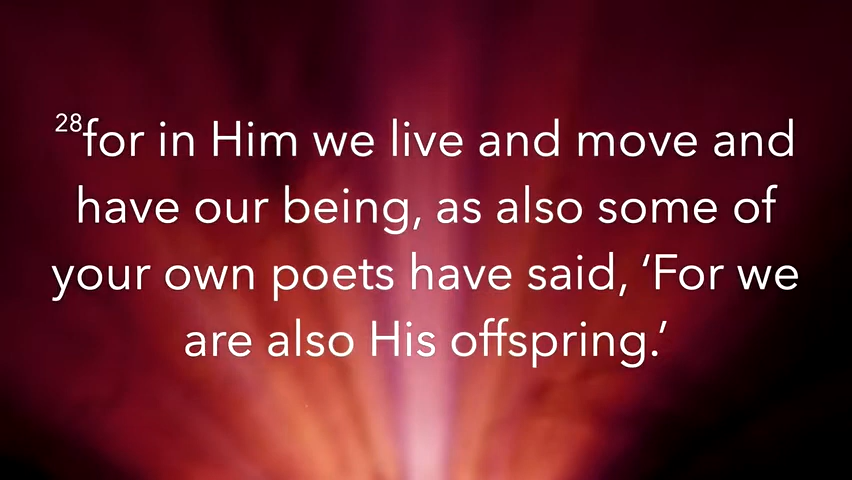 28for in Him we live and move and
have our being, as also some of
your own poets have said, ‘For we
are also His offspring.’